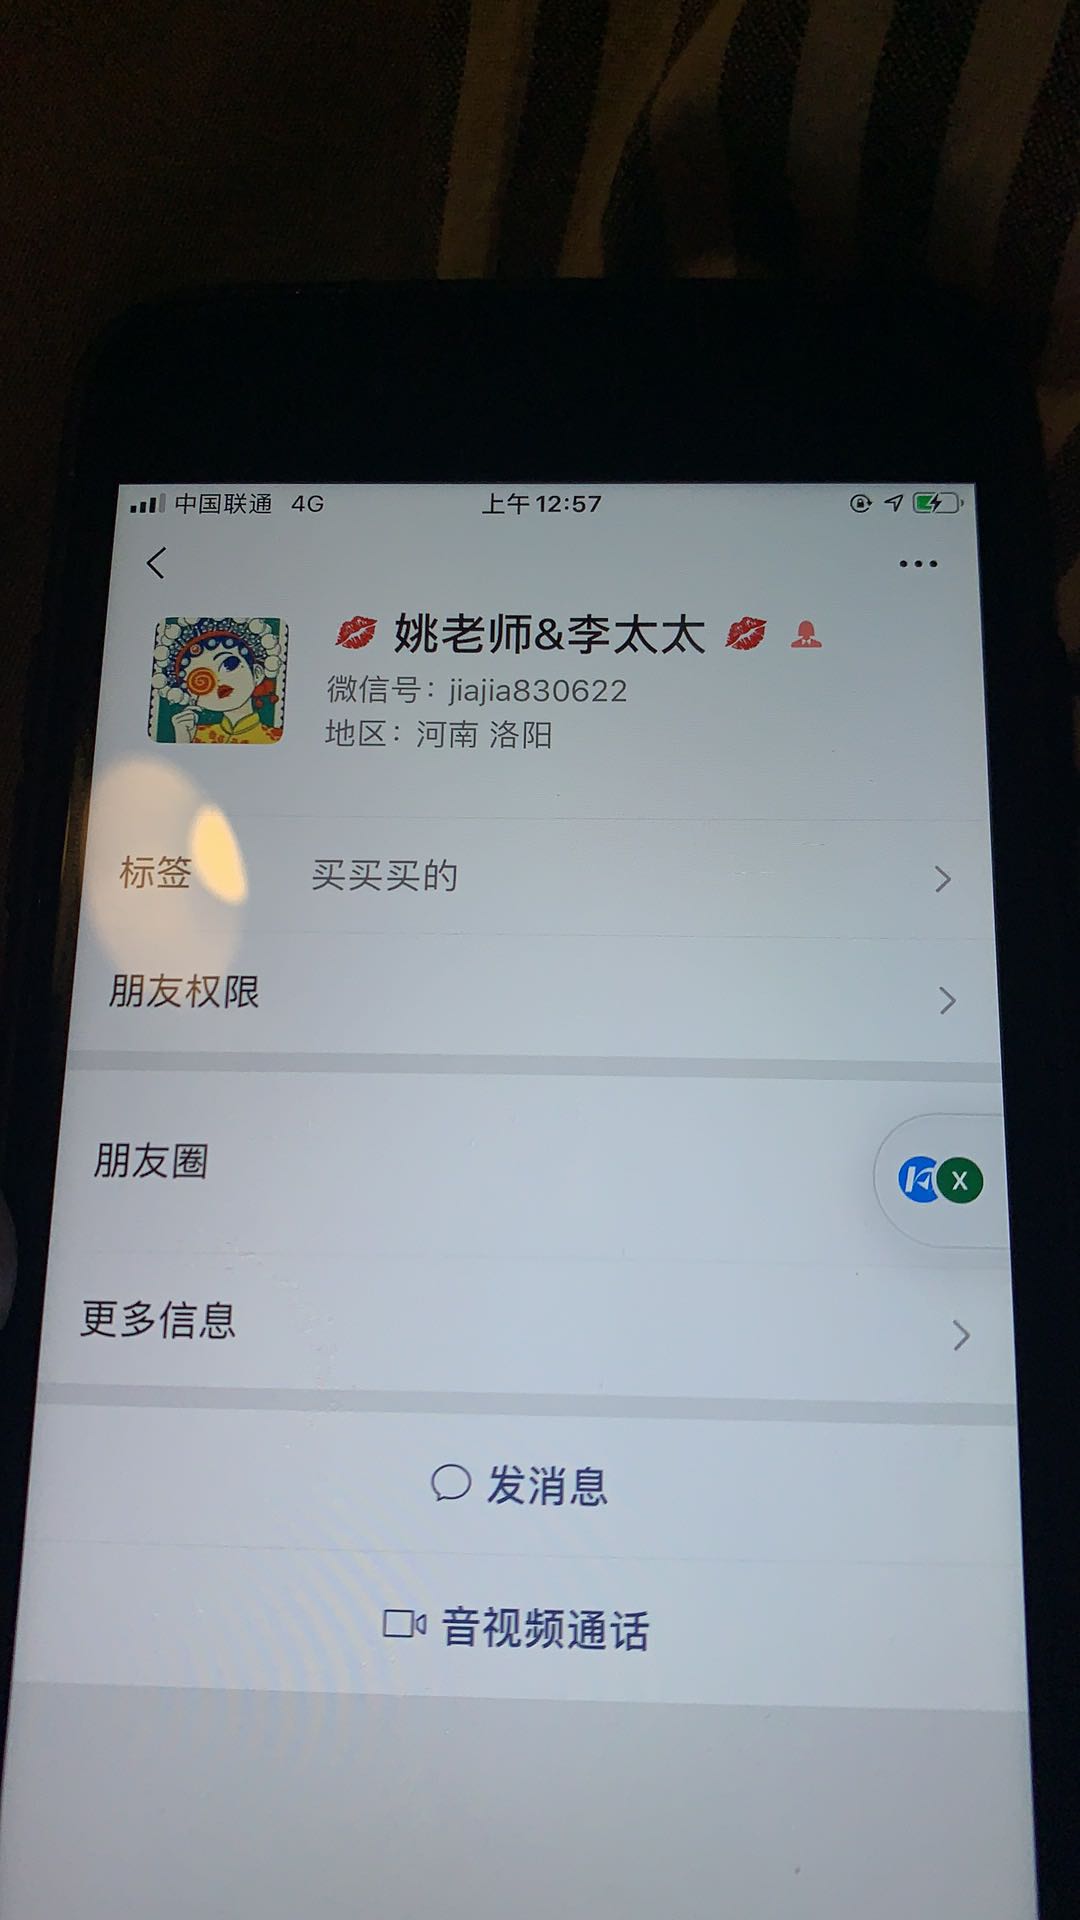 中国联通 4G 上午12:57
💋 姚老师&李太太 💋
微信号：jiajia830622
地区：河南 洛阳
标签 买买买的
朋友权限
朋友圈
X
更多信息
发消息
音视频通话